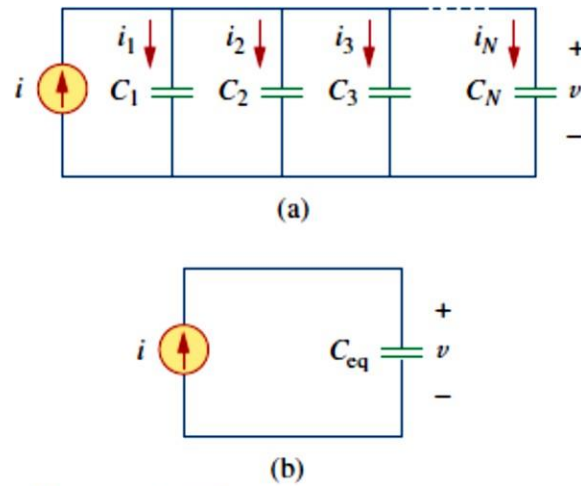 i i₁ C₁ i₂ C₂ i₃ C₃ i_N C_N + v −
(a)
i C_eq + v −
(b)